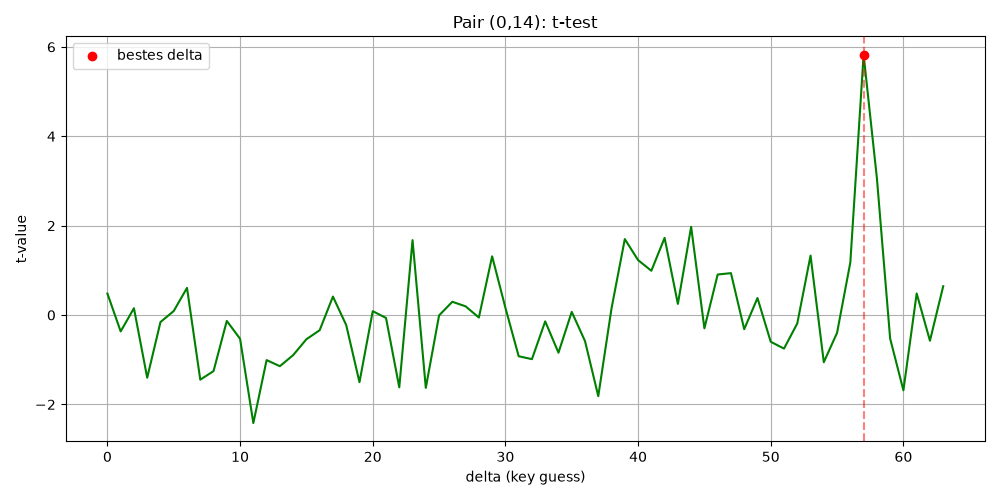 Pair (0,14): t-test
bestes delta
t-value
6
4
2
0
−2
0 10 20 30 40 50 60
delta (key guess)